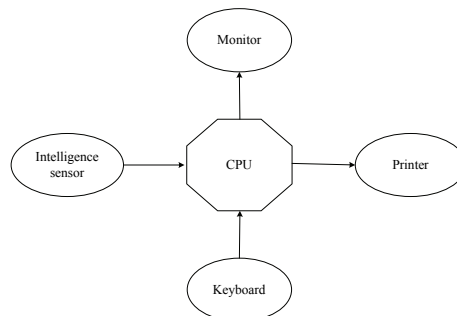 Monitor
Intelligence
sensor
CPU
Printer
Keyboard